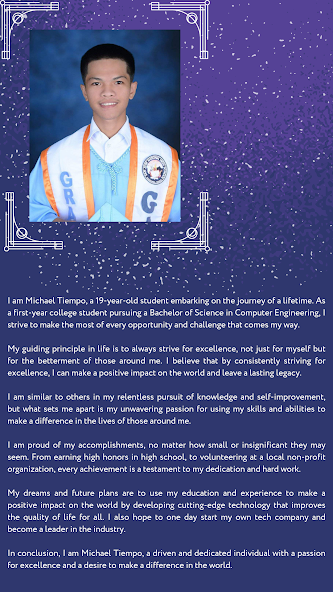 GRA
G
I am Michael Tiempo, a 19-year-old student embarking on the journey of a lifetime. As
a first-year college student pursuing a Bachelor of Science in Computer Engineering, I
strive to make the most of every opportunity and challenge that comes my way.
My guiding principle in life is to always strive for excellence, not just for myself but
for the betterment of those around me. I believe that by consistently striving for
excellence, I can make a positive impact on the world and leave a lasting legacy.
I am similar to others in my relentless pursuit of knowledge and self-improvement,
but what sets me apart is my unwavering passion for using my skills and abilities to
make a difference in the lives of those around me.
I am proud of my accomplishments, no matter how small or insignificant they may
seem. From earning high honors in high school, to volunteering at a local non-profit
organization, every achievement is a testament to my dedication and hard work.
My dreams and future plans are to use my education and experience to make a
positive impact on the world by developing cutting-edge technology that improves
the quality of life for all. I also hope to one day start my own tech company and
become a leader in the industry.
In conclusion, I am Michael Tiempo, a driven and dedicated individual with a passion
for excellence and a desire to make a difference in the world.